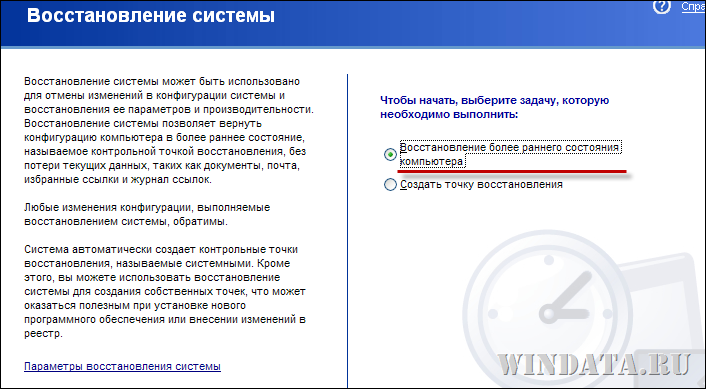 Восстановление системы
Спра
Восстановление системы может быть использовано
для отмены изменений в конфигурации системы и
восстановления ее параметров и производительности.
Восстановление системы позволяет вернуть
конфигурацию компьютера в более раннее состояние,
называемое контрольной точкой восстановления, без
потери текущих данных, таких как документы, почта,
избранные ссылки и журнал ссылок.
Любые изменения конфигурации, выполняемые
восстановлением системы, обратимы.
Система автоматически создает контрольные точки
восстановления, называемые системными. Кроме
этого, вы можете использовать восстановление
системы для создания собственных точек, что может
оказаться полезным при установке нового
программного обеспечения или внесении изменений в
реестр.
Параметры восстановления системы
Чтобы начать, выберите задачу, которую
необходимо выполнить:
Восстановление более раннего состояния
компьютера
Создать точку восстановления
WINDATA.RU